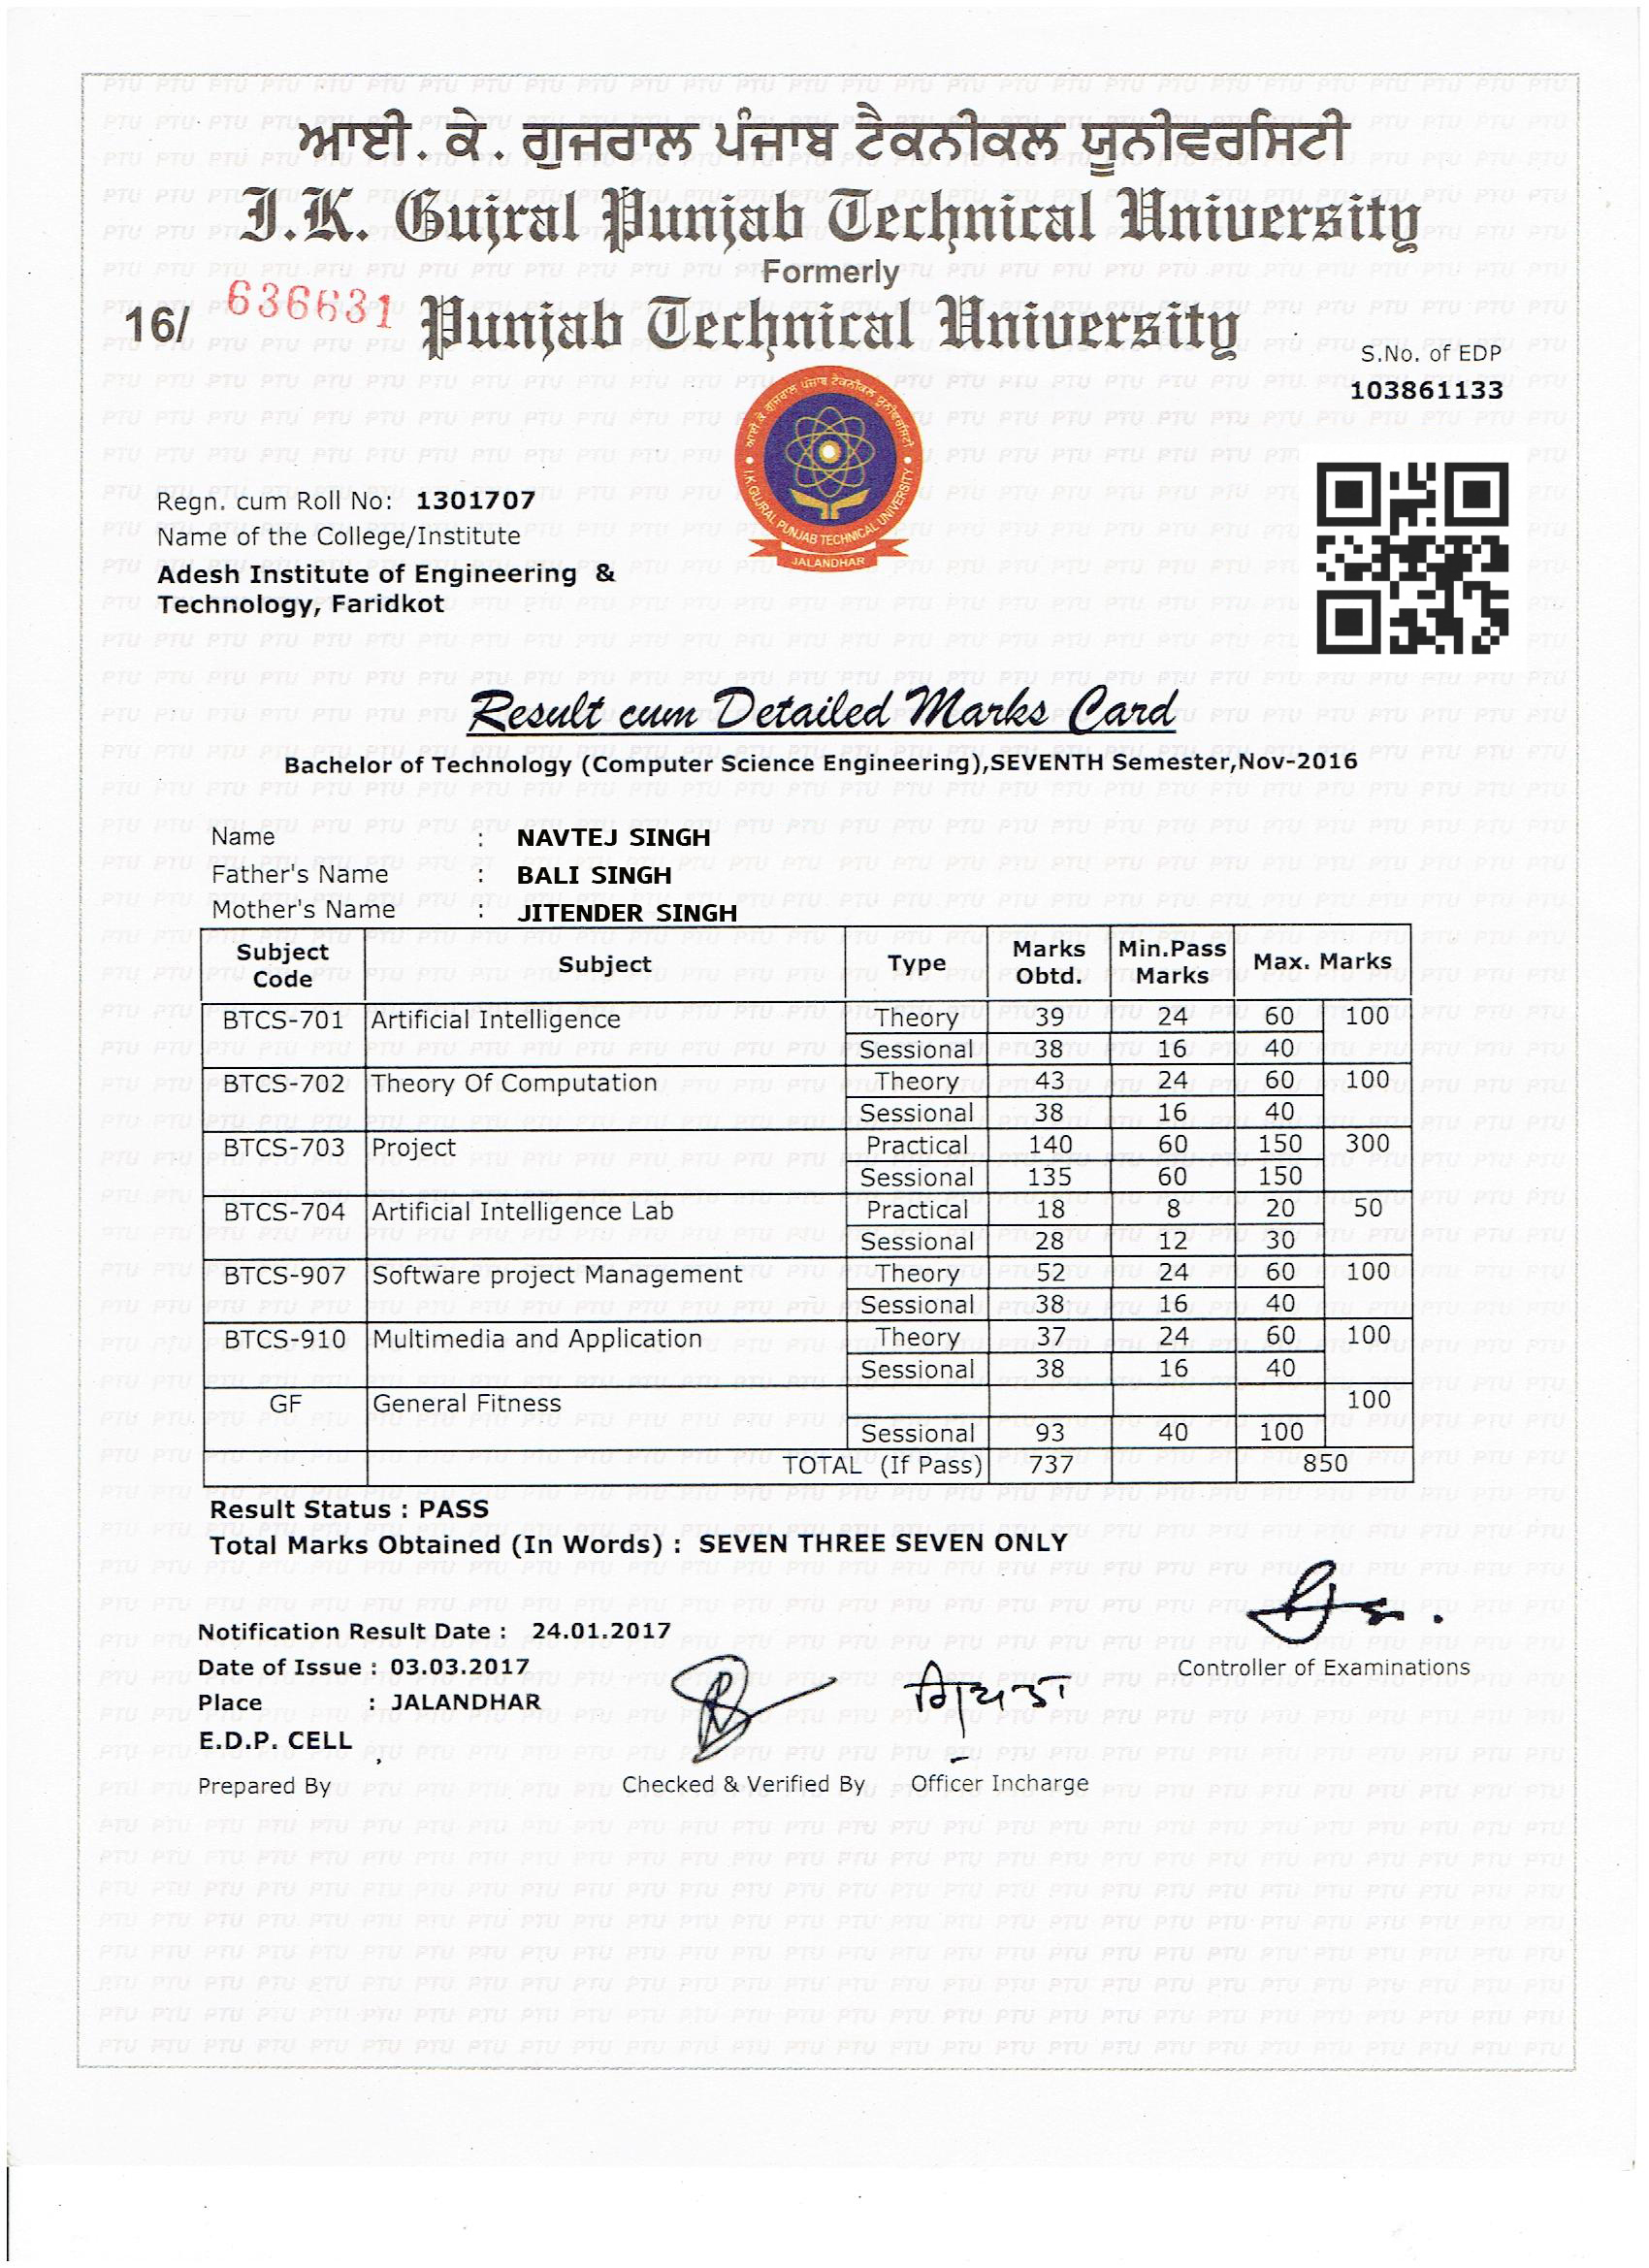 ਆਈ. ਕੇ. ਗੁਜਰਾਲ ਪੰਜਾਬ ਟੈਕਨੀਕਲ ਯੂਨੀਵਰਸਿਟੀ
I.K. Gujral Punjab Technical University
Formerly
16/ 636631 Punjab Technical University
S.No. of EDP
103861133
ਆਈ.ਕੇ. ਗੁਜਰਾਲ ਪੰਜਾਬ ਟੈਕਨੀਕਲ ਯੂਨੀਵਰਸਿਟੀ
I.K GUJRAL PUNJAB TECHNICAL UNIVERSITY
JALANDHAR
Regn. cum Roll No: 1301707
Name of the College/Institute
Adesh Institute of Engineering &
Technology, Faridkot
Result cum Detailed Marks Card
Bachelor of Technology (Computer Science Engineering),SEVENTH Semester,Nov-2016
Name : NAVTEJ SINGH
Father's Name : BALI SINGH
Mother's Name : JITENDER SINGH
Subject Code Subject Type Marks Obtd. Min.Pass Marks Max. Marks
BTCS-701 Artificial Intelligence Theory 39 24 60 100
Sessional 38 16 40
BTCS-702 Theory Of Computation Theory 43 24 60 100
Sessional 38 16 40
BTCS-703 Project Practical 140 60 150 300
Sessional 135 60 150
BTCS-704 Artificial Intelligence Lab Practical 18 8 20 50
Sessional 28 12 30
BTCS-907 Software project Management Theory 52 24 60 100
Sessional 38 16 40
BTCS-910 Multimedia and Application Theory 37 24 60 100
Sessional 38 16 40
GF General Fitness 100
Sessional 93 40 100
TOTAL (If Pass) 737 850
Result Status : PASS
Total Marks Obtained (In Words) : SEVEN THREE SEVEN ONLY
Notification Result Date : 24.01.2017
Date of Issue : 03.03.2017
Controller of Examinations
Place : JALANDHAR
E.D.P. CELL
Prepared By Checked & Verified By Officer Incharge